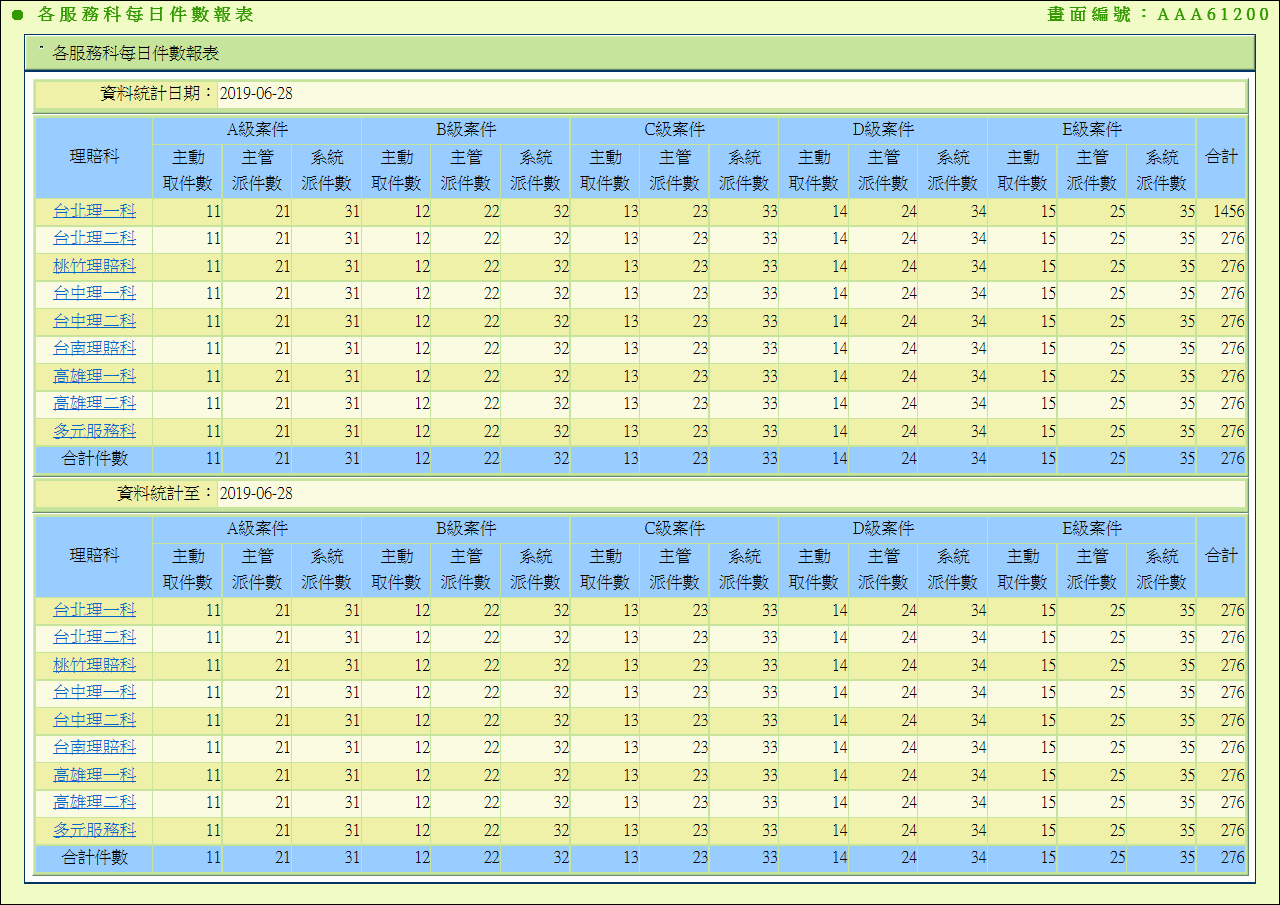 各服務科每日件數報表 畫面編號：AAA61200
各服務科每日件數報表
資料統計日期： 2019-06-28
理賠科 A級案件 B級案件 C級案件 D級案件 E級案件 合計
主動 主管 系統 主動 主管 系統 主動 主管 系統 主動 主管 系統 主動 主管 系統
取件數 派件數 派件數 取件數 派件數 派件數 取件數 派件數 派件數 取件數 派件數 派件數 取件數 派件數 派件數
台北理一科 11 21 31 12 22 32 13 23 33 14 24 34 15 25 35 1456
台北理二科 11 21 31 12 22 32 13 23 33 14 24 34 15 25 35 276
桃竹理賠科 11 21 31 12 22 32 13 23 33 14 24 34 15 25 35 276
台中理一科 11 21 31 12 22 32 13 23 33 14 24 34 15 25 35 276
台中理二科 11 21 31 12 22 32 13 23 33 14 24 34 15 25 35 276
台南理賠科 11 21 31 12 22 32 13 23 33 14 24 34 15 25 35 276
高雄理一科 11 21 31 12 22 32 13 23 33 14 24 34 15 25 35 276
高雄理二科 11 21 31 12 22 32 13 23 33 14 24 34 15 25 35 276
多元服務科 11 21 31 12 22 32 13 23 33 14 24 34 15 25 35 276
合計件數 11 21 31 12 22 32 13 23 33 14 24 34 15 25 35 276
資料統計至： 2019-06-28
理賠科 A級案件 B級案件 C級案件 D級案件 E級案件 合計
主動 主管 系統 主動 主管 系統 主動 主管 系統 主動 主管 系統 主動 主管 系統
取件數 派件數 派件數 取件數 派件數 派件數 取件數 派件數 派件數 取件數 派件數 派件數 取件數 派件數 派件數
台北理一科 11 21 31 12 22 32 13 23 33 14 24 34 15 25 35 276
台北理二科 11 21 31 12 22 32 13 23 33 14 24 34 15 25 35 276
桃竹理賠科 11 21 31 12 22 32 13 23 33 14 24 34 15 25 35 276
台中理一科 11 21 31 12 22 32 13 23 33 14 24 34 15 25 35 276
台中理二科 11 21 31 12 22 32 13 23 33 14 24 34 15 25 35 276
台南理賠科 11 21 31 12 22 32 13 23 33 14 24 34 15 25 35 276
高雄理一科 11 21 31 12 22 32 13 23 33 14 24 34 15 25 35 276
高雄理二科 11 21 31 12 22 32 13 23 33 14 24 34 15 25 35 276
多元服務科 11 21 31 12 22 32 13 23 33 14 24 34 15 25 35 276
合計件數 11 21 31 12 22 32 13 23 33 14 24 34 15 25 35 276